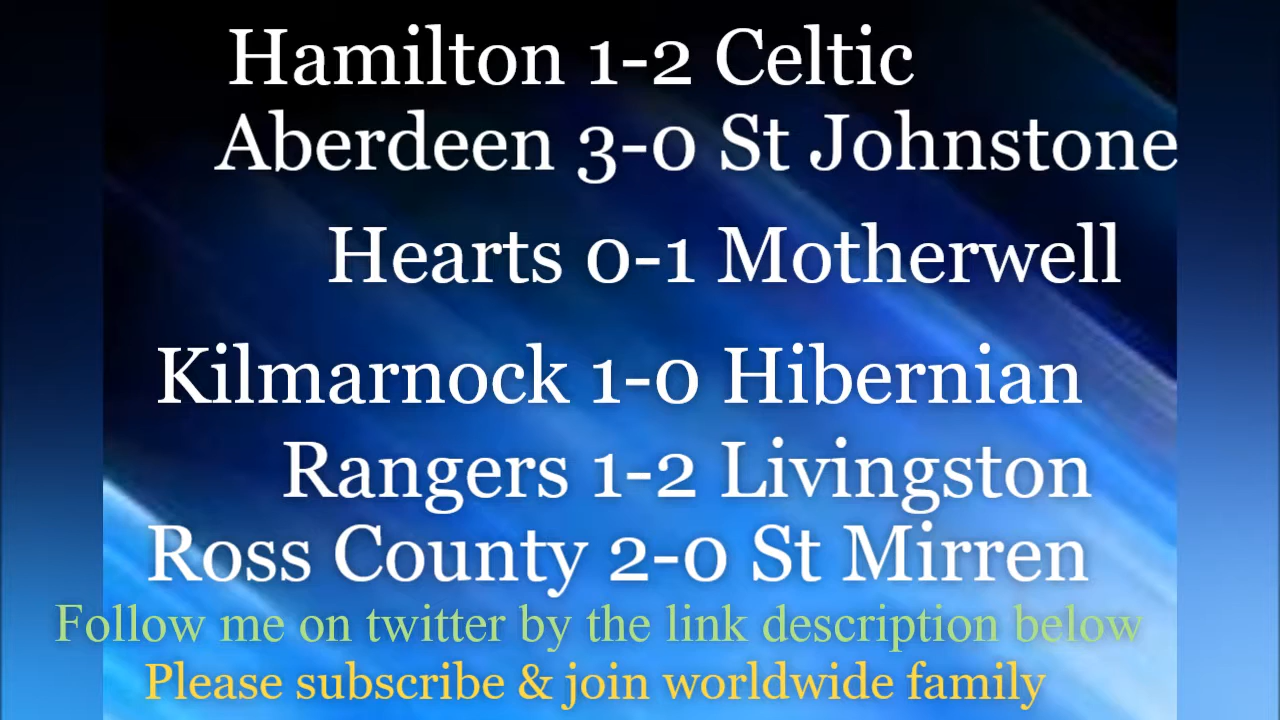 Hamilton 1-2 Celtic
Aberdeen 3-0 St Johnstone
Hearts 0-1 Motherwell
Kilmarnock 1-0 Hibernian
Rangers 1-2 Livingston
Ross County 2-0 St Mirren
Follow me on twitter by the link description below
Please subscribe & join worldwide family